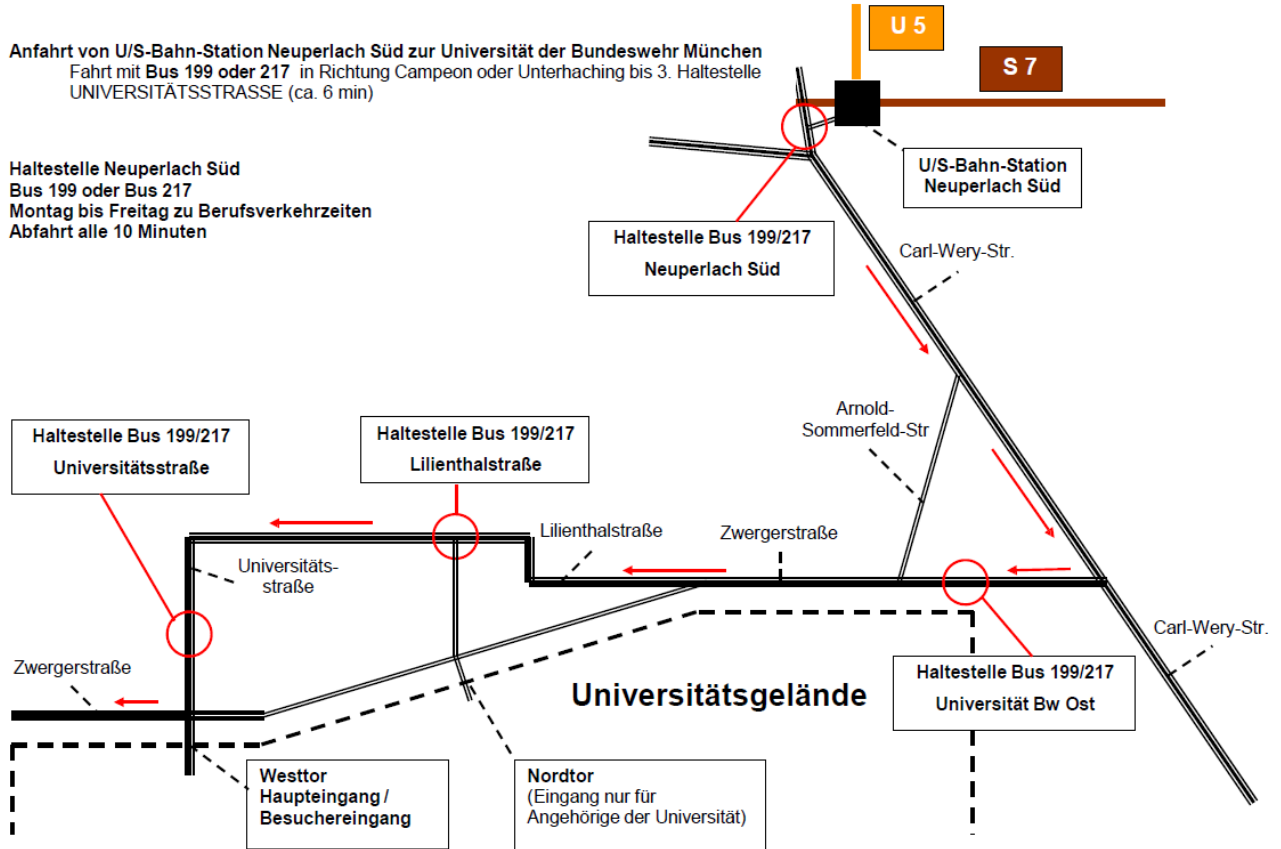 U 5
Anfahrt von U/S-Bahn-Station Neuperlach Süd zur Universität der Bundeswehr München
Fahrt mit Bus 199 oder 217 in Richtung Campeon oder Unterhaching bis 3. Haltestelle
UNIVERSITÄTSSTRASSE (ca. 6 min)
S 7
Haltestelle Neuperlach Süd
Bus 199 oder Bus 217
Montag bis Freitag zu Berufsverkehrzeiten
Abfahrt alle 10 Minuten
U/S-Bahn-Station
Neuperlach Süd
Haltestelle Bus 199/217
Neuperlach Süd
Carl-Wery-Str.
Arnold-
Sommerfeld-Str
Haltestelle Bus 199/217
Universitätsstraße
Haltestelle Bus 199/217
Lilienthalstraße
Lilienthalstraße
Zwergerstraße
Universitäts-
straße
Carl-Wery-Str.
Zwergerstraße
Universitätsgelände
Haltestelle Bus 199/217
Universität Bw Ost
Westtor
Haupteingang /
Besuchereingang
Nordtor
(Eingang nur für
Angehörige der Universität)